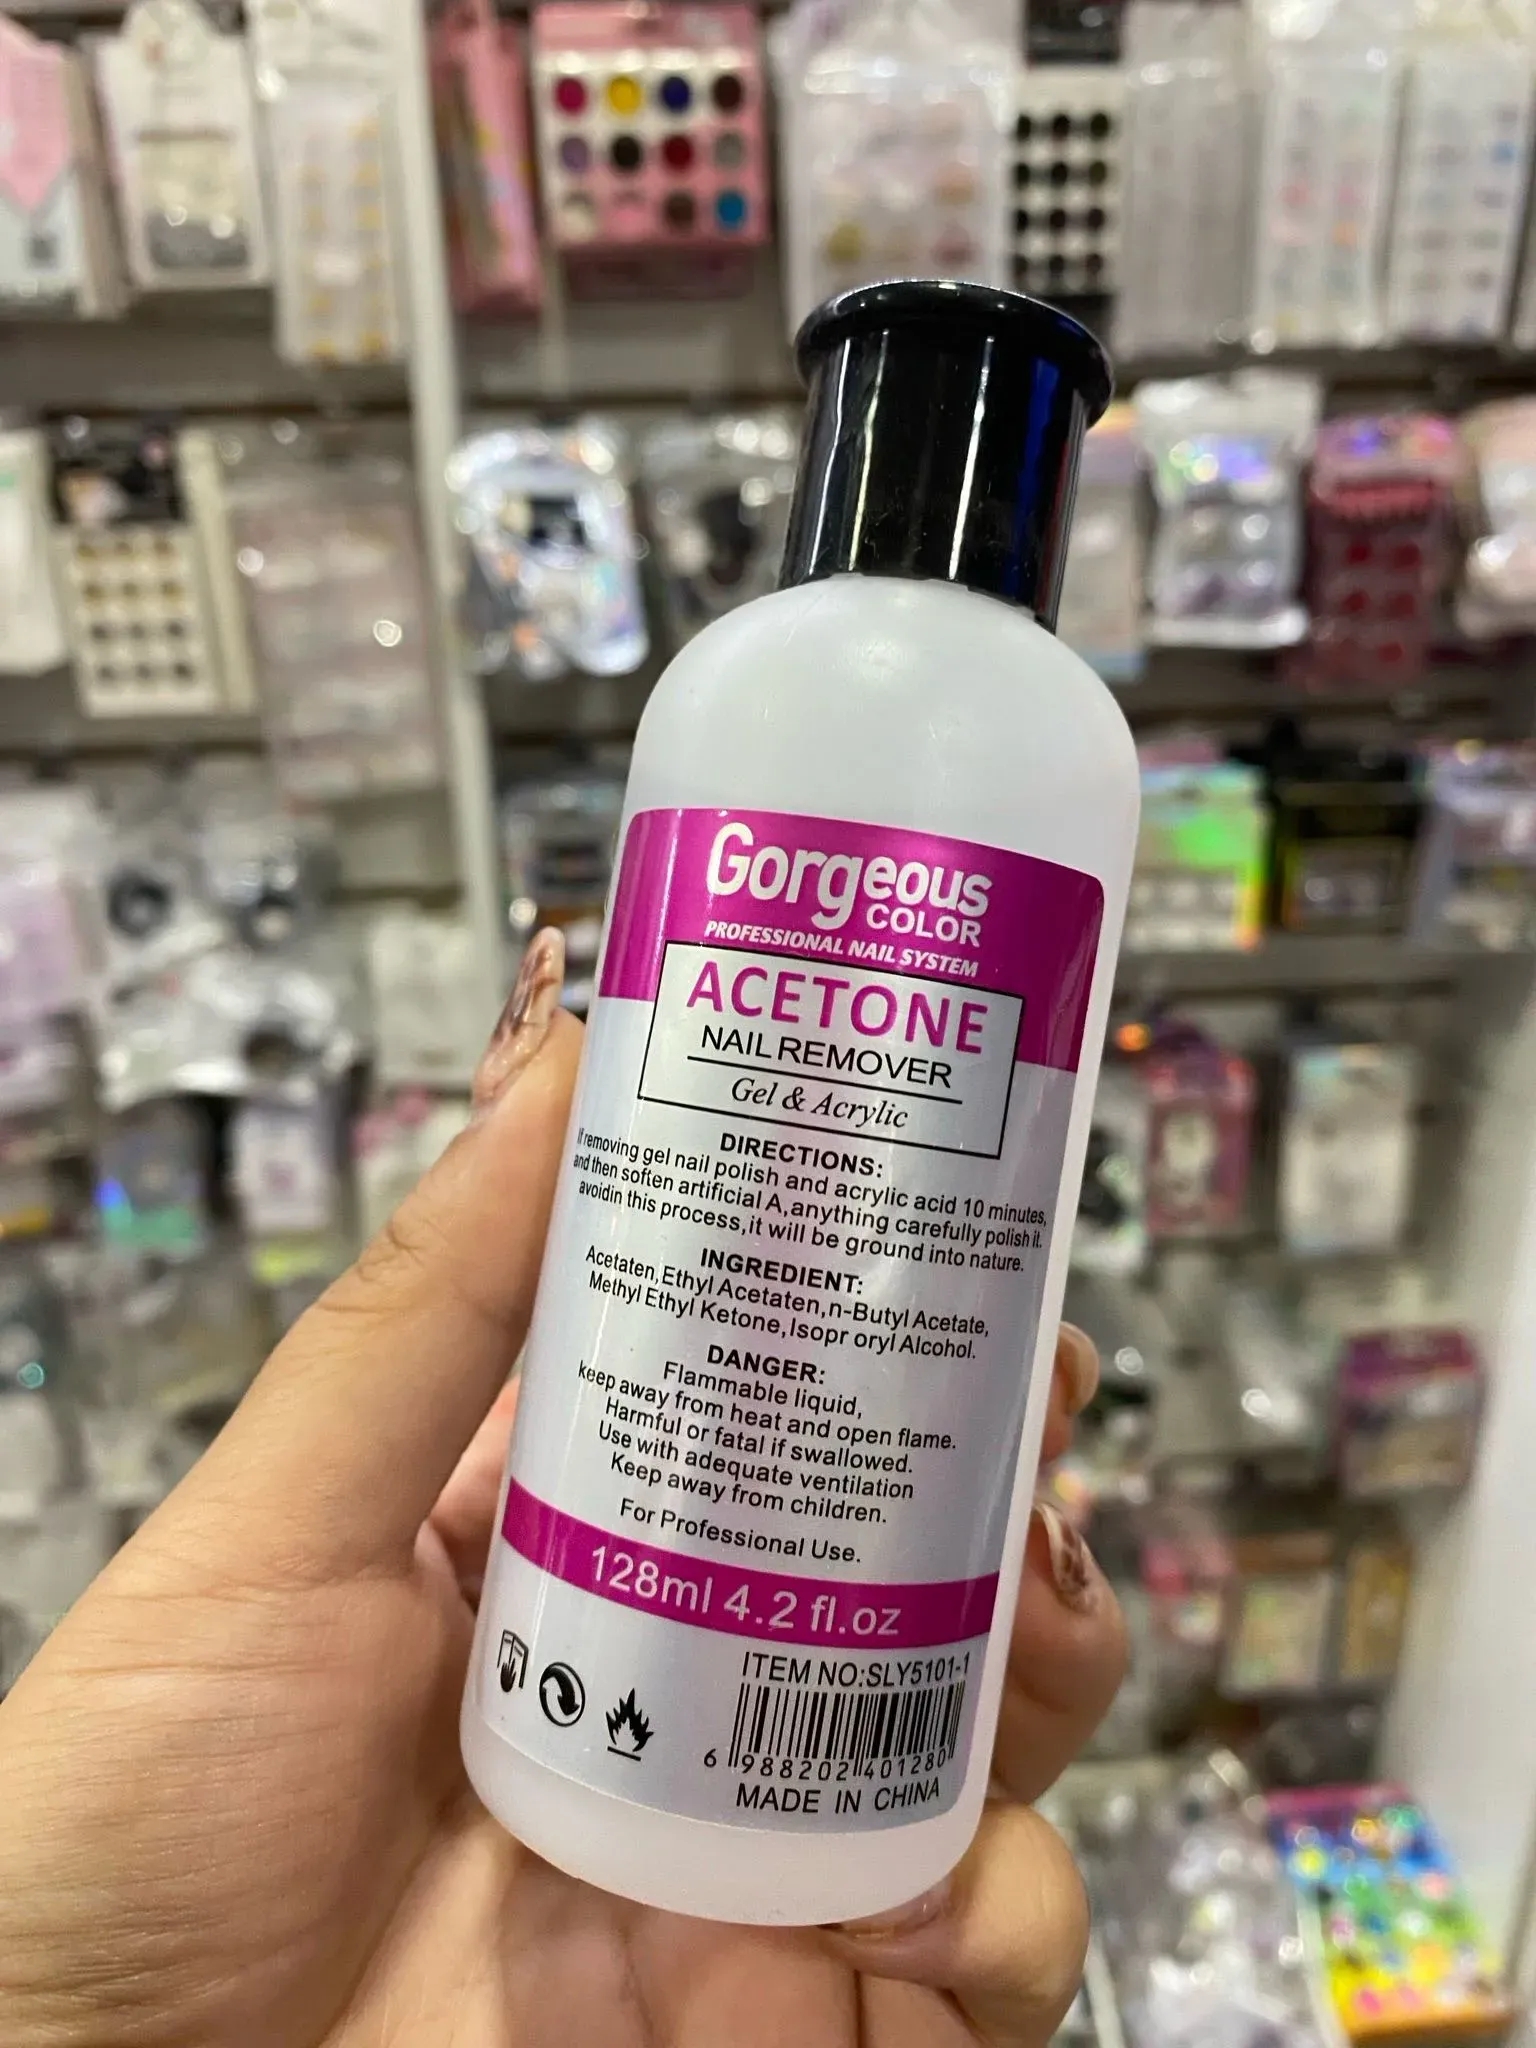 Gorgeous
COLOR
PROFESSIONAL NAIL SYSTEM
ACETONE
NAIL REMOVER
Gel & Acrylic
DIRECTIONS:
If removing gel nail polish and acrylic acid 10 minutes,
and then soften artificial A,anything carefully polish it.
avoidin this process,it will be ground into nature.
INGREDIENT:
Acetaten,Ethyl Acetaten,n-Butyl Acetate,
Methyl Ethyl Ketone,Isopr oryl Alcohol.
DANGER:
Flammable liquid,
keep away from heat and open flame.
Harmful or fatal if swallowed.
Use with adequate ventilation
Keep away from children.
For Professional Use.
128ml 4.2 fl.oz
ITEM NO:SLY5101-1
6 988202 401280
MADE IN CHINA